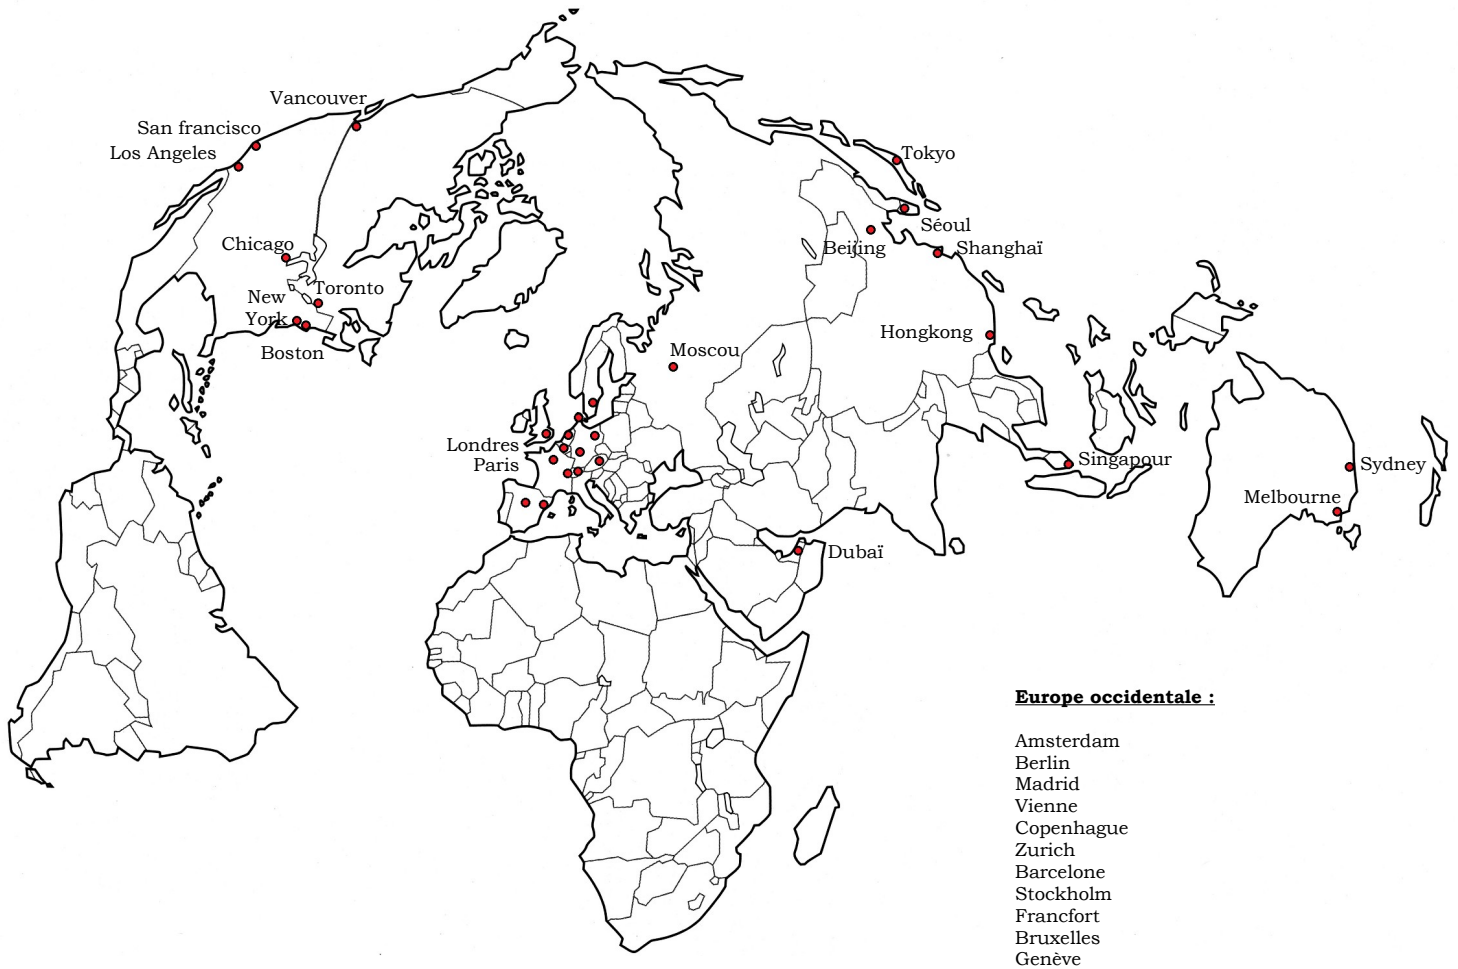 Vancouver
San francisco
Los Angeles
Tokyo
Séoul
Chicago
Beijing
Shanghaï
Toronto
New
York
Hongkong
Boston
Moscou
Londres
Paris
Singapour
Sydney
Melbourne
Dubaï
Europe occidentale :
Amsterdam
Berlin
Madrid
Vienne
Copenhague
Zurich
Barcelone
Stockholm
Francfort
Bruxelles
Genève